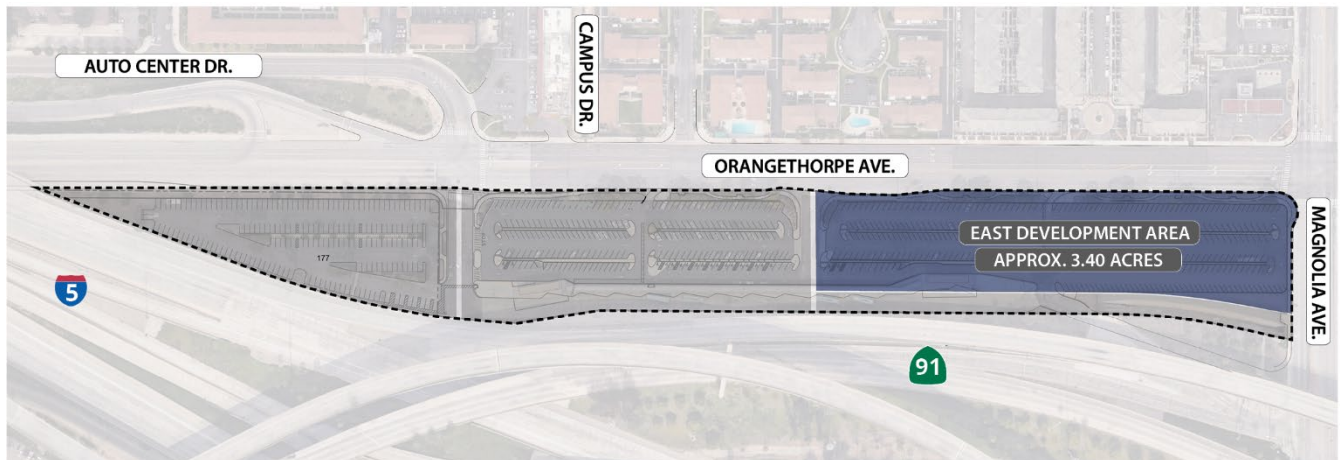 AUTO CENTER DR.
CAMPUS DR.
ORANGETHORPE AVE.
EAST DEVELOPMENT AREA
APPROX. 3.40 ACRES
MAGNOLIA AVE.
177
5
91